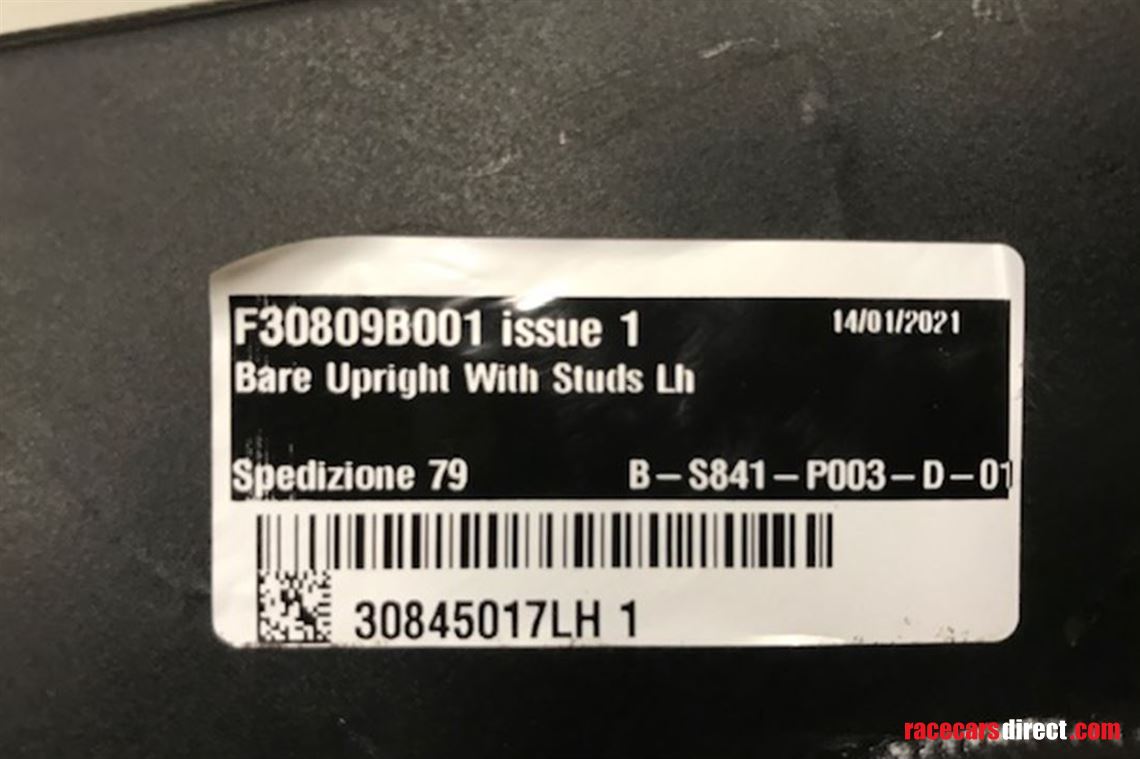 F30809B001 issue 1 14/01/2021
Bare Upright With Studs Lh
Spedizione 79 B-S841-P003-D-01
30845017LH 1
racecarsdirect.com